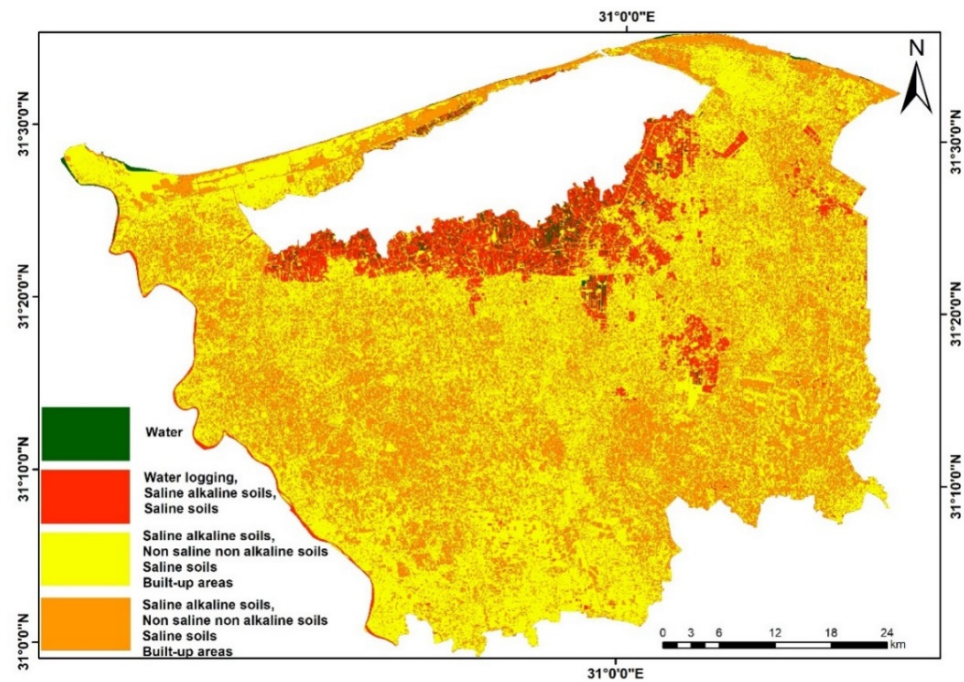 31°0'0"E
N
31°30'0"N
31°30'0"N
31°20'0"N
31°20'0"N
31°10'0"N
31°10'0"N
31°0'0"N
Water
Water logging,
Saline alkaline soils,
Saline soils
Saline alkaline soils,
Non saline non alkaline soils
Saline soils
Built-up areas
Saline alkaline soils,
Non saline non alkaline soils
Saline soils
Built-up areas
0 3 6 12 18 24
km
31°0'0"E